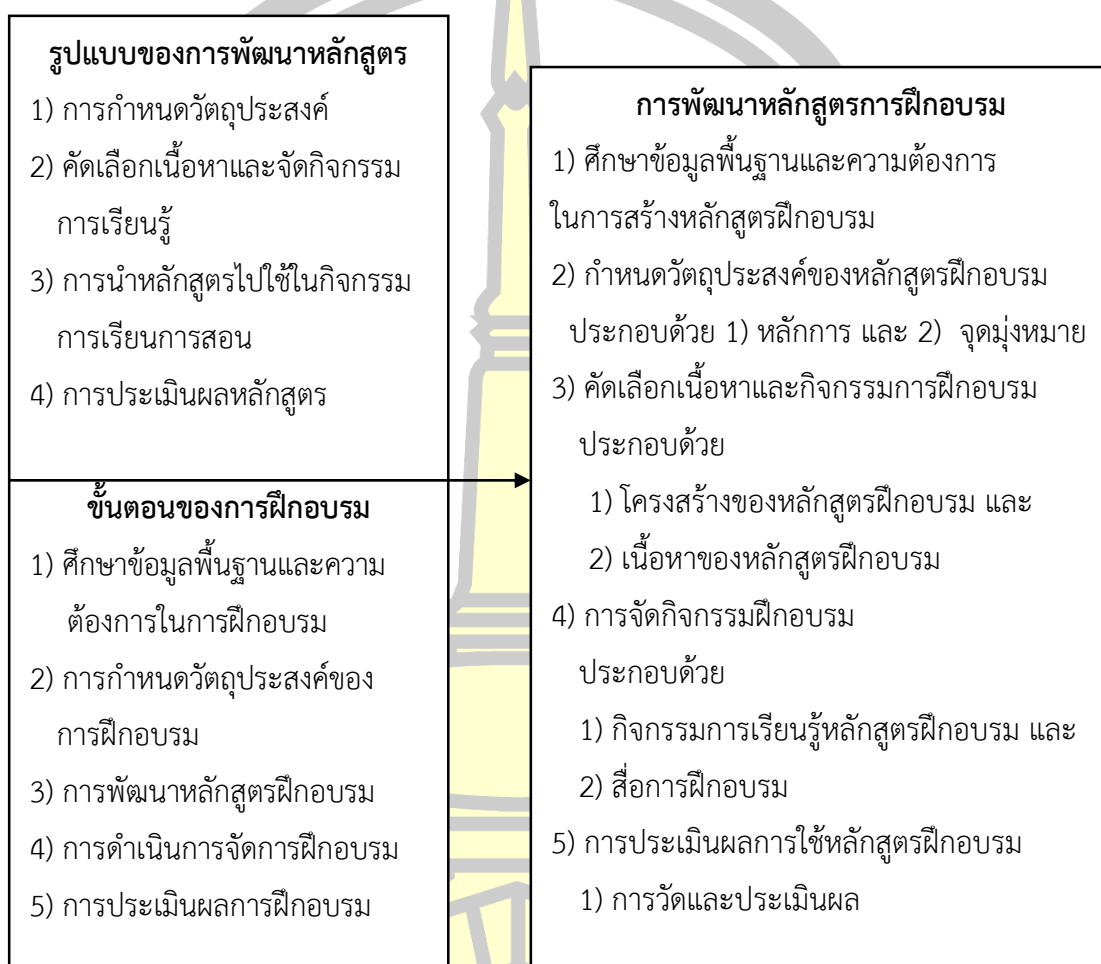 รูปแบบของการพัฒนาหลักสูตร
1) การกำหนดวัตถุประสงค์
2) คัดเลือกเนื้อหาและจัดกิจกรรม
การเรียนรู้
3) การนำหลักสูตรไปใช้ในกิจกรรม
การเรียนการสอน
4) การประเมินผลหลักสูตร
ขั้นตอนของการฝึกอบรม
1) ศึกษาข้อมูลพื้นฐานและความ
ต้องการในการฝึกอบรม
2) การกำหนดวัตถุประสงค์ของ
การฝึกอบรม
3) การพัฒนาหลักสูตรฝึกอบรม
4) การดำเนินการจัดการฝึกอบรม
5) การประเมินผลการฝึกอบรม
การพัฒนาหลักสูตรการฝึกอบรม
1) ศึกษาข้อมูลพื้นฐานและความต้องการ
ในการสร้างหลักสูตรฝึกอบรม
2) กำหนดวัตถุประสงค์ของหลักสูตรฝึกอบรม
ประกอบด้วย 1) หลักการ และ 2) จุดมุ่งหมาย
3) คัดเลือกเนื้อหาและกิจกรรมการฝึกอบรม
ประกอบด้วย
1) โครงสร้างของหลักสูตรฝึกอบรม และ
2) เนื้อหาของหลักสูตรฝึกอบรม
4) การจัดกิจกรรมฝึกอบรม
ประกอบด้วย
1) กิจกรรมการเรียนรู้หลักสูตรฝึกอบรม และ
2) สื่อการฝึกอบรม
5) การประเมินผลการใช้หลักสูตรฝึกอบรม
1) การวัดและประเมินผล